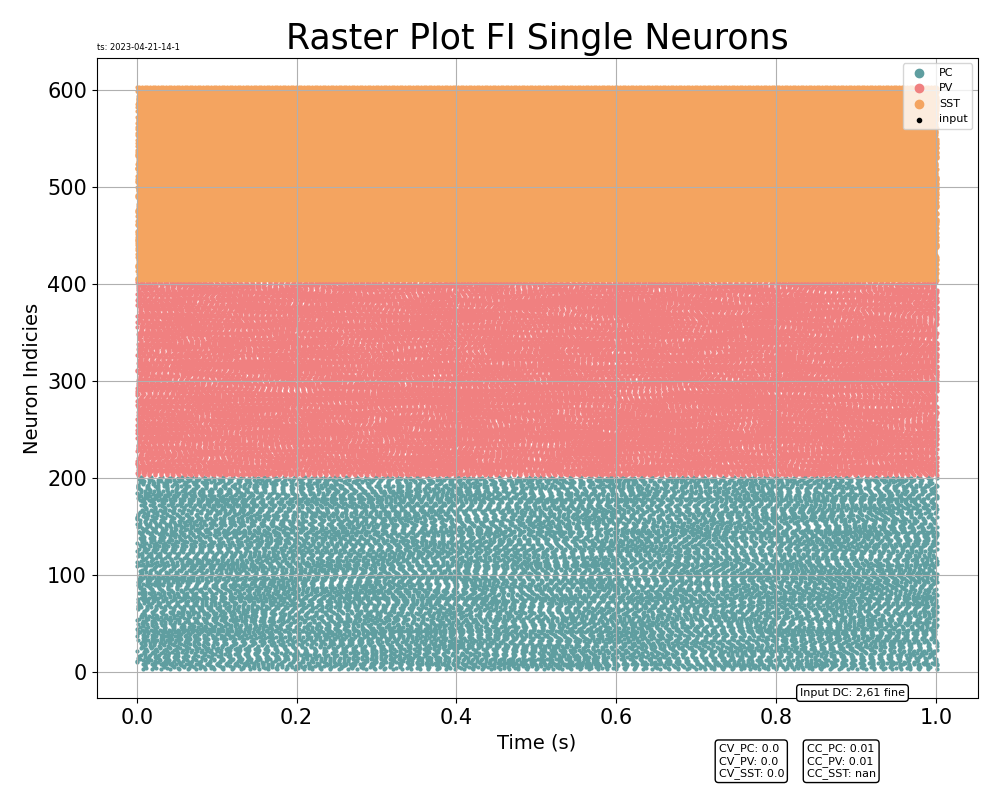 Raster Plot FI Single Neurons
ts: 2023-04-21-14-1
PC
PV
SST
input
600
500
400
300
200
100
0
Neuron Indicies
0.0 0.2 0.4 0.6 0.8 1.0
Time (s)
Input DC: 2,61 fine
CV_PC: 0.0
CV_PV: 0.0
CV_SST: 0.0
CC_PC: 0.01
CC_PV: 0.01
CC_SST: nan